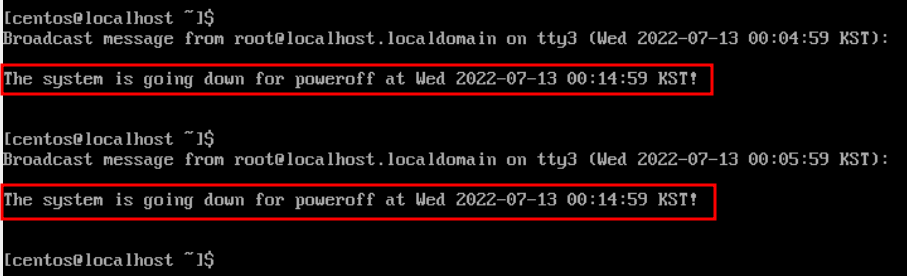 [centos@localhost ~]$
Broadcast message from root@localhost.localdomain on tty3 (Wed 2022-07-13 00:04:59 KST):
The system is going down for poweroff at Wed 2022-07-13 00:14:59 KST!
[centos@localhost ~]$
Broadcast message from root@localhost.localdomain on tty3 (Wed 2022-07-13 00:05:59 KST):
The system is going down for poweroff at Wed 2022-07-13 00:14:59 KST!
[centos@localhost ~]$